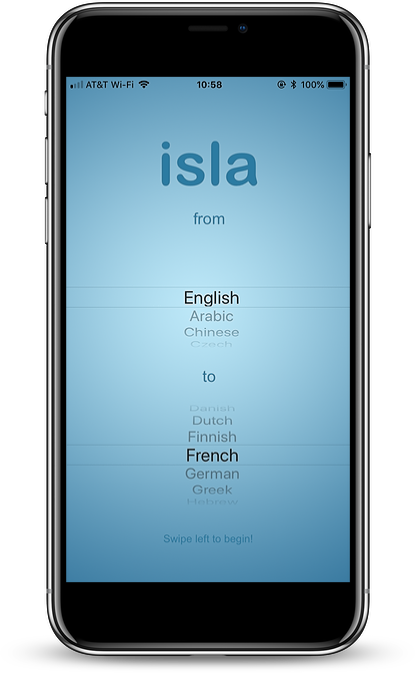 AT&T Wi-Fi 10:58 100%
isla
from
English
Arabic
Chinese
Czech
to
Danish
Dutch
Finnish
French
German
Greek
Hebrew
Swipe left to begin!